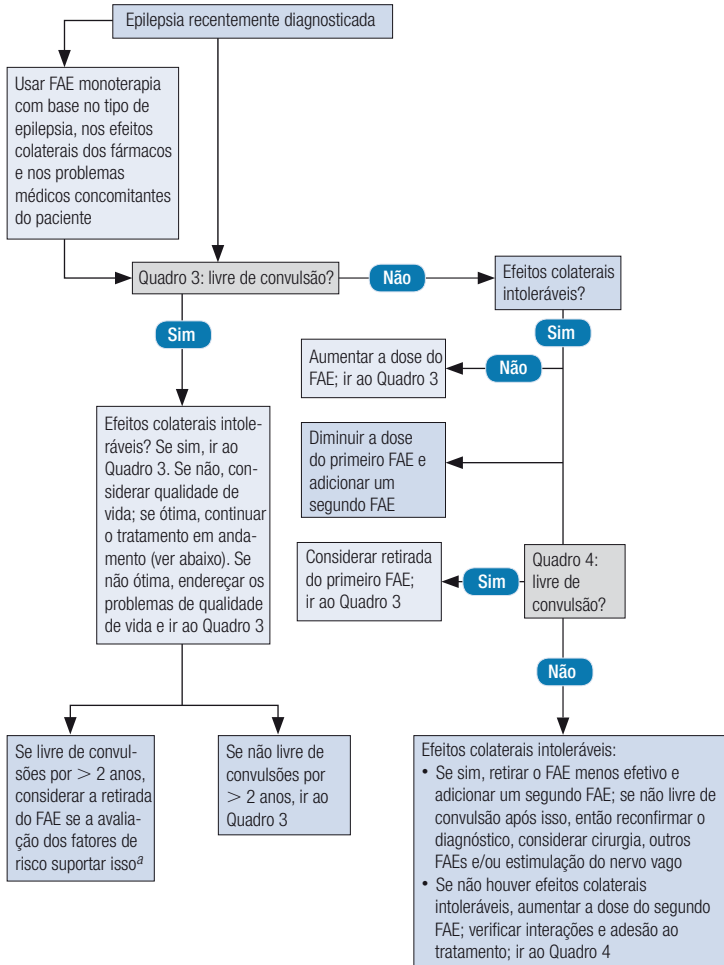 Epilepsia recentemente diagnosticada
Usar FAE monoterapia
com base no tipo de
epilepsia, nos efeitos
colaterais dos fármacos
e nos problemas
médicos concomitantes
do paciente
Quadro 3: livre de convulsão?
Não
Efeitos colaterais
intoleráveis?
Sim
Sim
Aumentar a dose do
FAE; ir ao Quadro 3
Não
Efeitos colaterais intole-
ráveis? Se sim, ir ao
Quadro 3. Se não, con-
siderar qualidade de
vida; se ótima, continuar
o tratamento em anda-
mento (ver abaixo). Se
não ótima, endereçar os
problemas de qualidade
de vida e ir ao Quadro 3
Diminuir a dose
do primeiro FAE e
adicionar um
segundo FAE
Considerar retirada
do primeiro FAE;
ir ao Quadro 3
Sim
Quadro 4:
livre de
convulsão?
Não
Se livre de convul-
sões por > 2 anos,
considerar a retirada
do FAE se a avalia-
ção dos fatores de
risco suportar isso<sup>a</sup>
Se não livre de
convulsões por
> 2 anos, ir ao
Quadro 3
Efeitos colaterais intoleráveis:
• Se sim, retirar o FAE menos efetivo e
adicionar um segundo FAE; se não livre de
convulsão após isso, então reconfirmar o
diagnóstico, considerar cirurgia, outros
FAEs e/ou estimulação do nervo vago
• Se não houver efeitos colaterais
intoleráveis, aumentar a dose do segundo
FAE; verificar interações e adesão ao
tratamento; ir ao Quadro 4